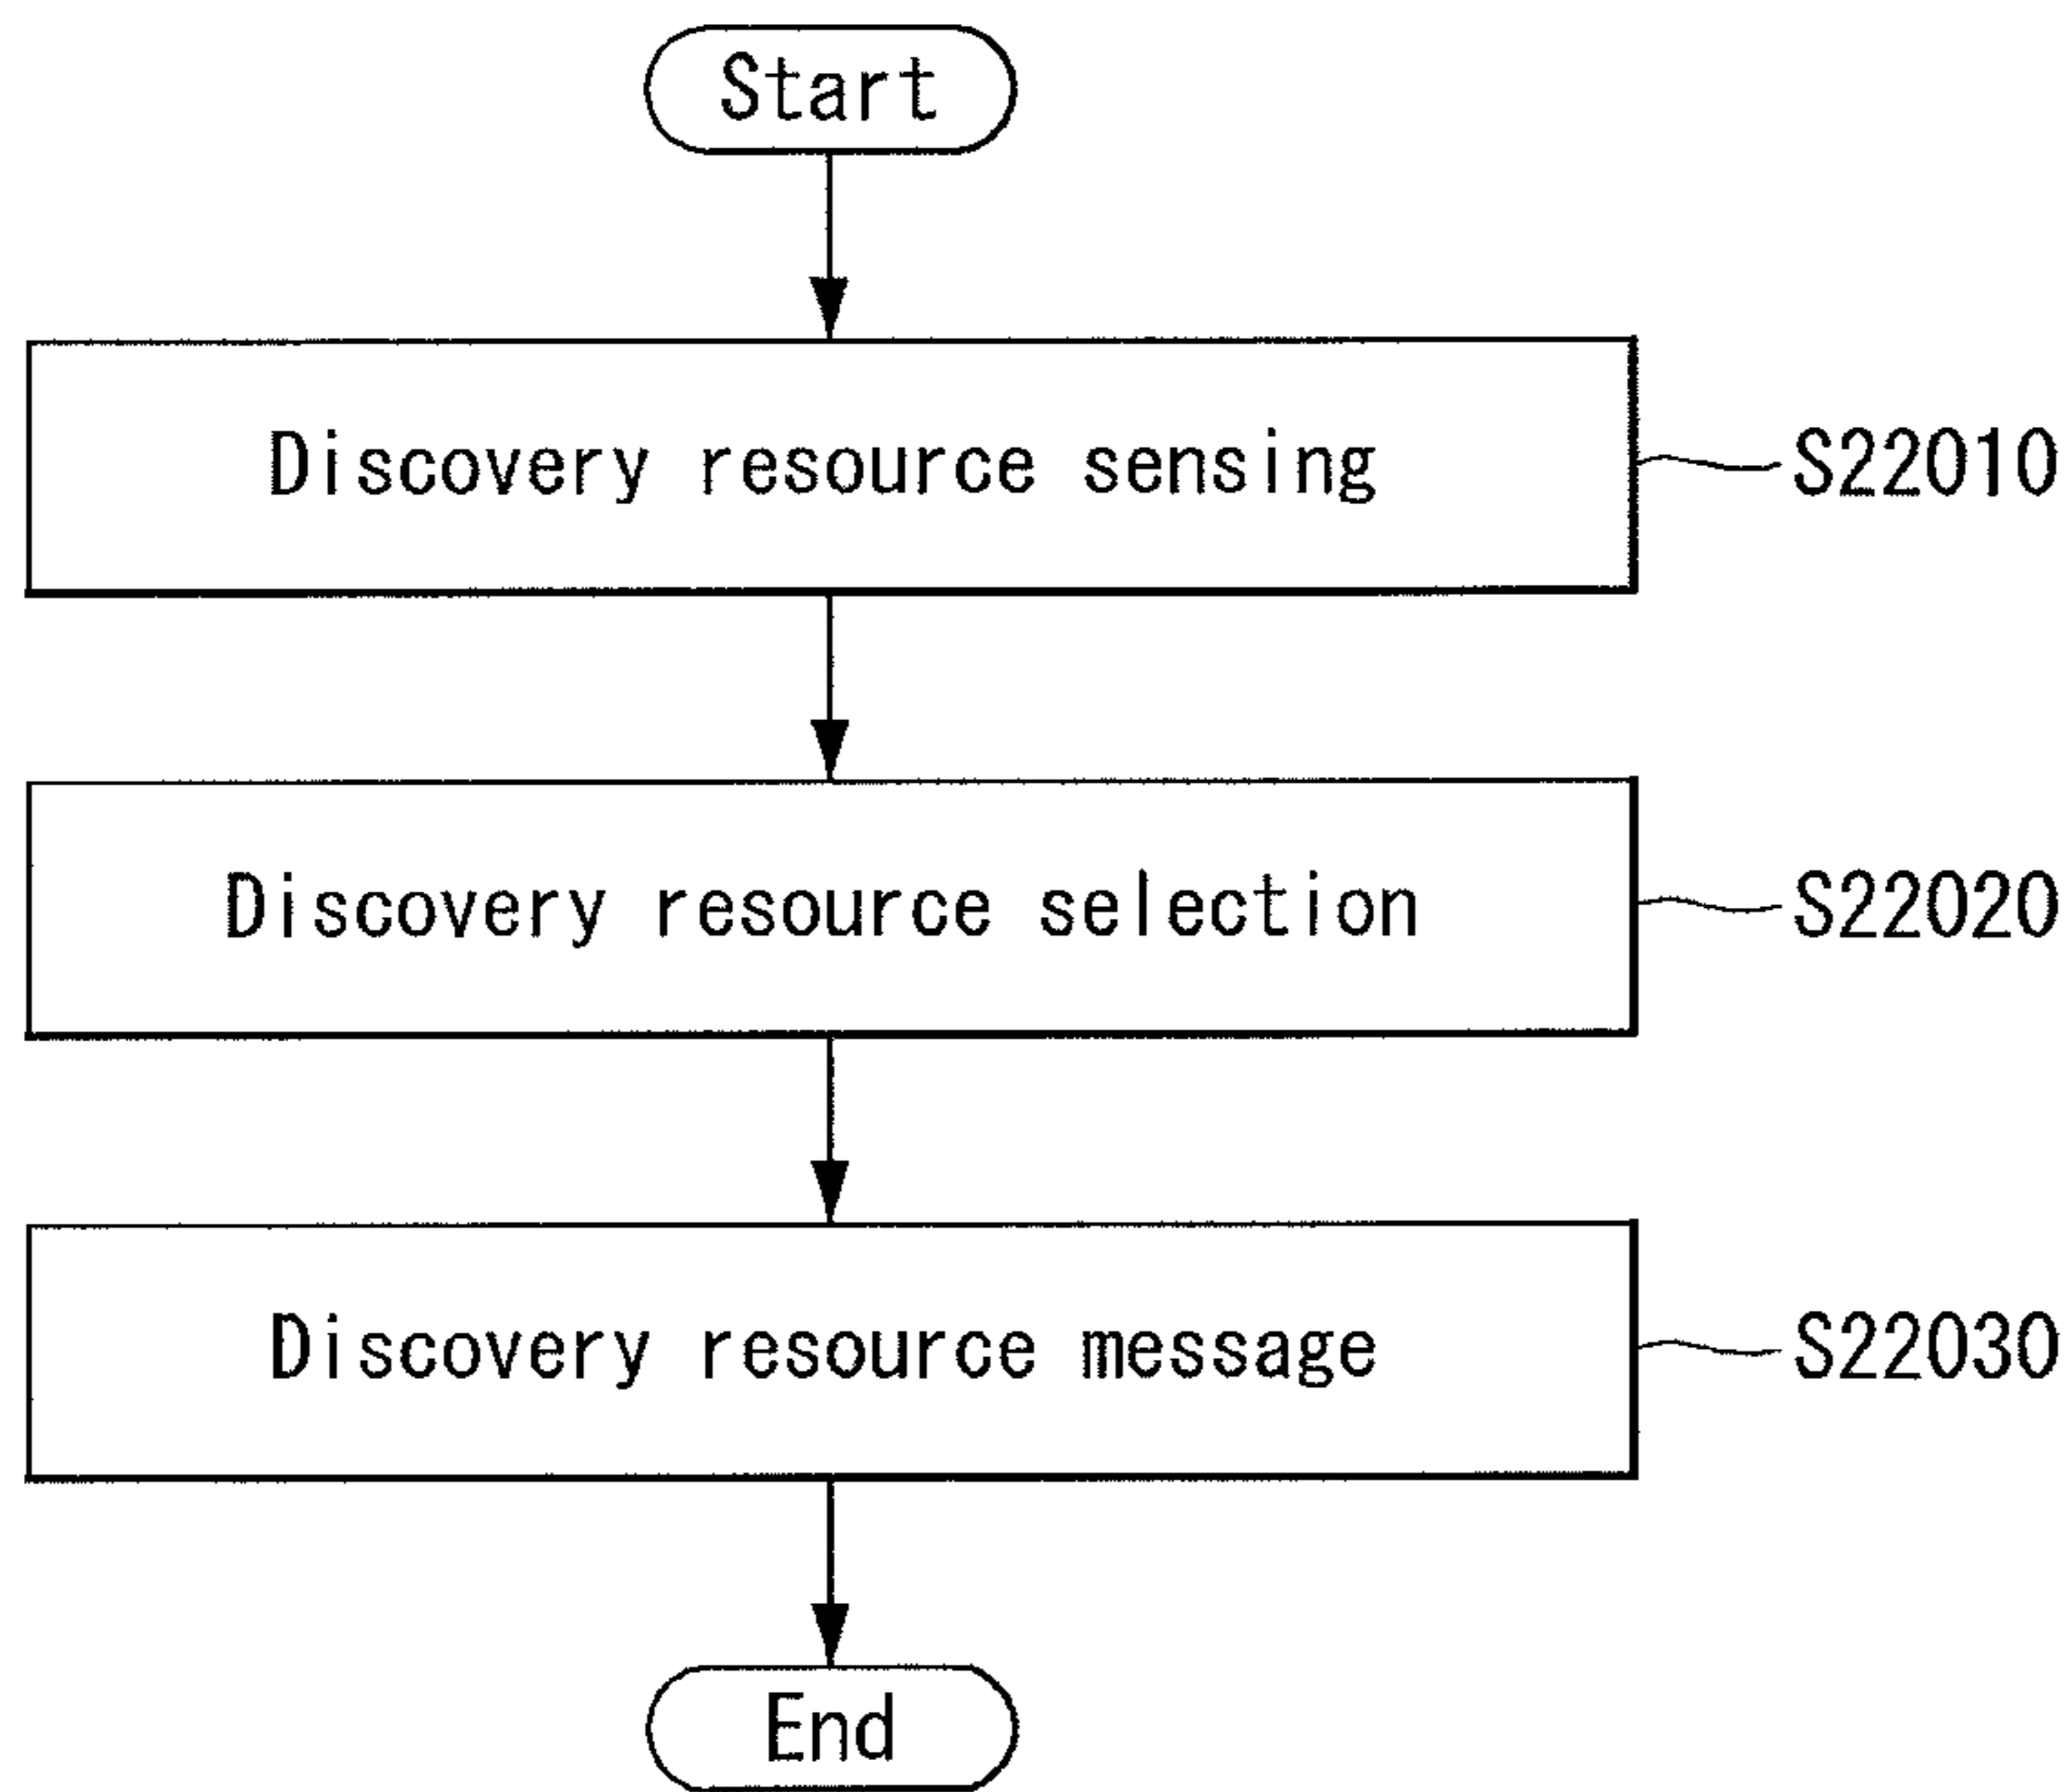 Start
Discovery resource sensing
S22010
Discovery resource selection
S22020
Discovery resource message
S22030
End